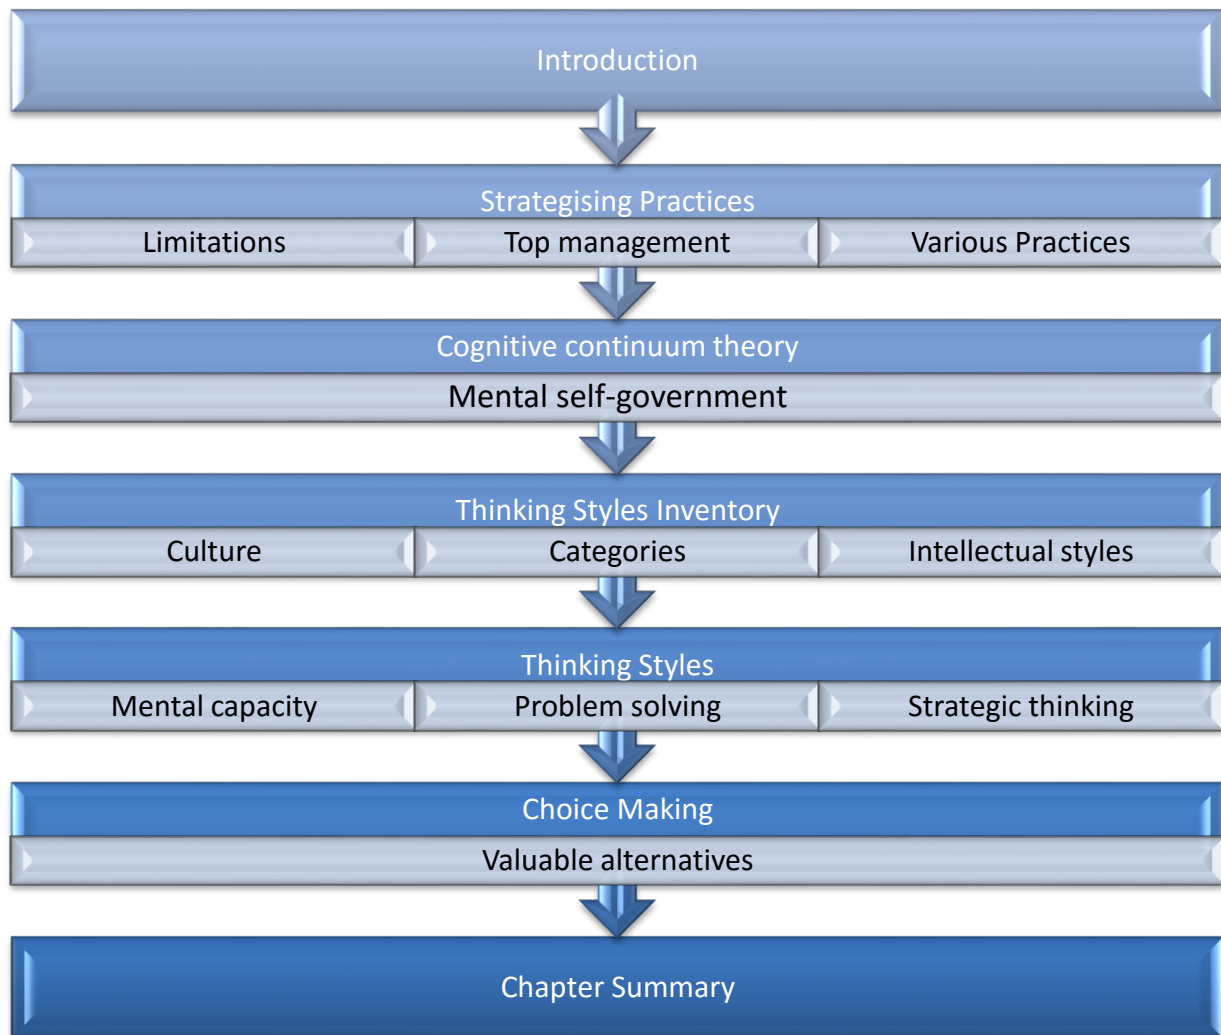 Introduction
Strategising Practices
Limitations
Top management
Various Practices
Cognitive continuum theory
Mental self-government
Thinking Styles Inventory
Culture
Categories
Intellectual styles
Thinking Styles
Mental capacity
Problem solving
Strategic thinking
Choice Making
Valuable alternatives
Chapter Summary